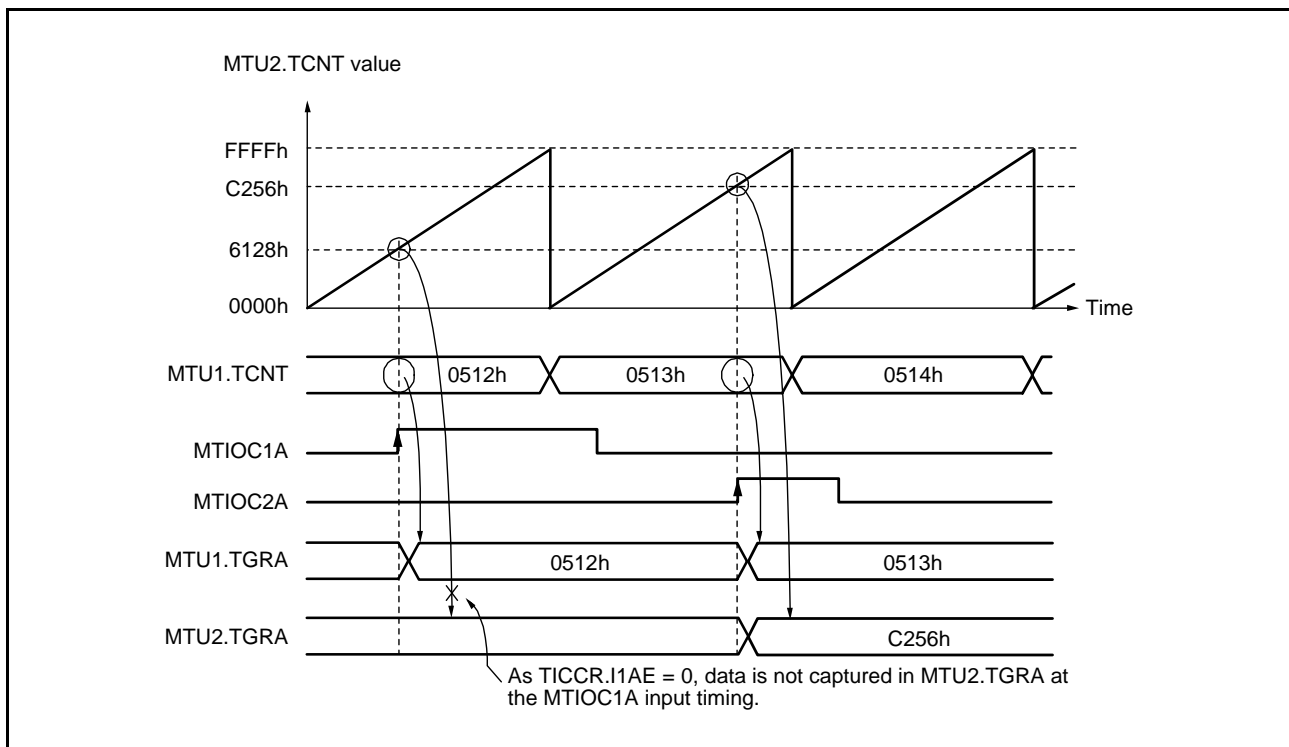 MTU2.TCNT value
FFFFh
C256h
6128h
0000h
Time
MTU1.TCNT
0512h
0513h
0514h
MTIOC1A
MTIOC2A
MTU1.TGRA
0512h
0513h
MTU2.TGRA
C256h
As TICCR.I1AE = 0, data is not captured in MTU2.TGRA at
the MTIOC1A input timing.